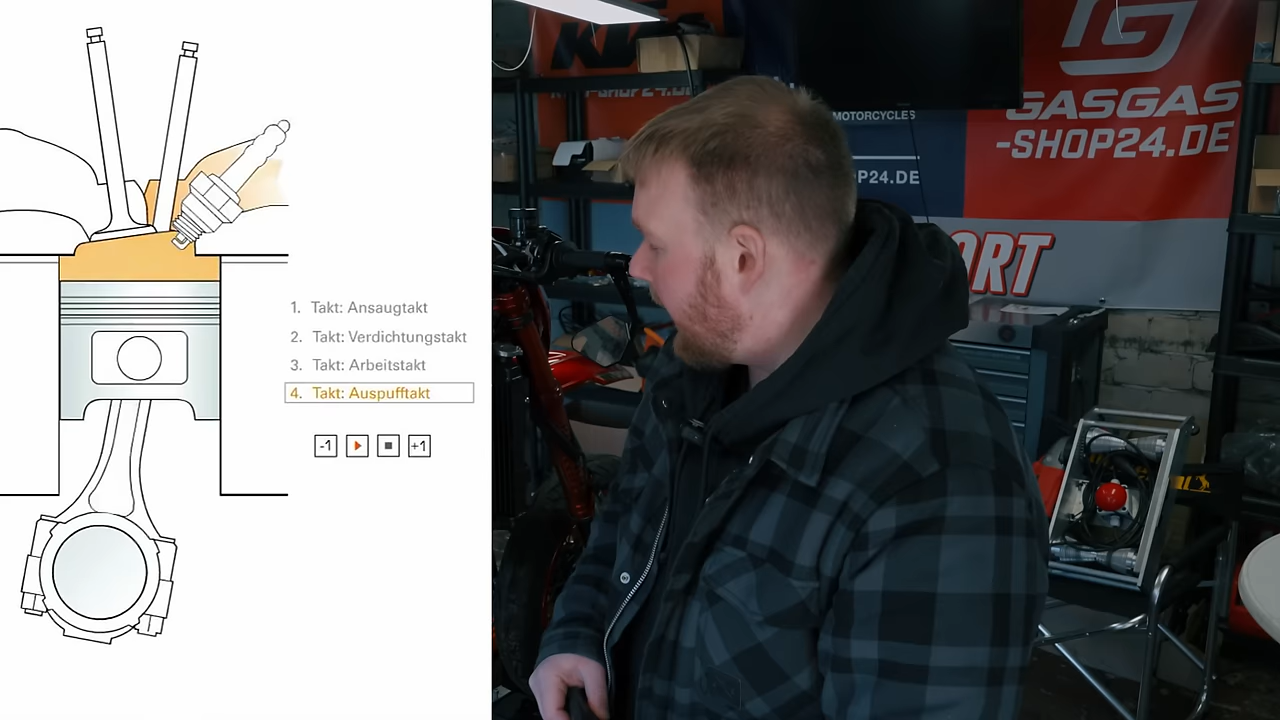 1. Takt: Ansaugtakt
2. Takt: Verdichtungstakt
3. Takt: Arbeitstakt
4. Takt: Auspufftakt
-1
+1
MOTORCYCLES
P24.DE
GASGAS
-SHOP24.DE
ORT